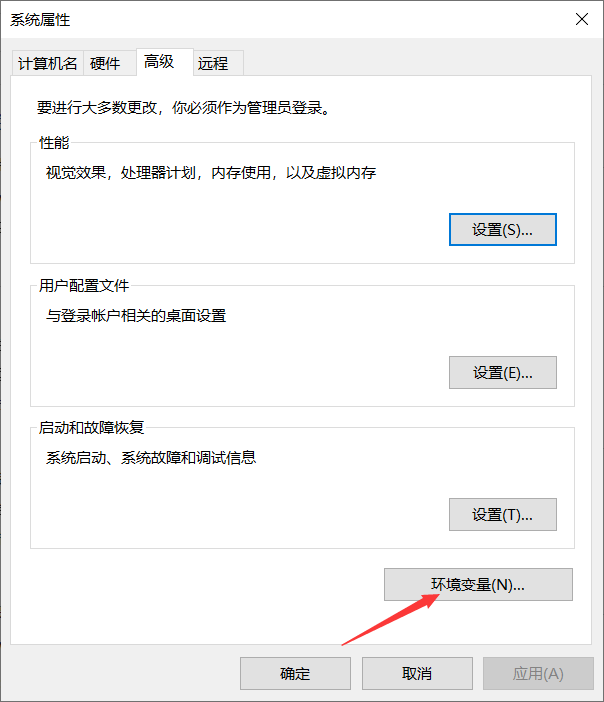 系统属性
计算机名 硬件 高级 远程
要进行大多数更改，你必须作为管理员登录。
性能
视觉效果，处理器计划，内存使用，以及虚拟内存
设置(S)...
用户配置文件
与登录帐户相关的桌面设置
设置(E)...
启动和故障恢复
系统启动、系统故障和调试信息
设置(T)...
环境变量(N)...
确定 取消 应用(A)